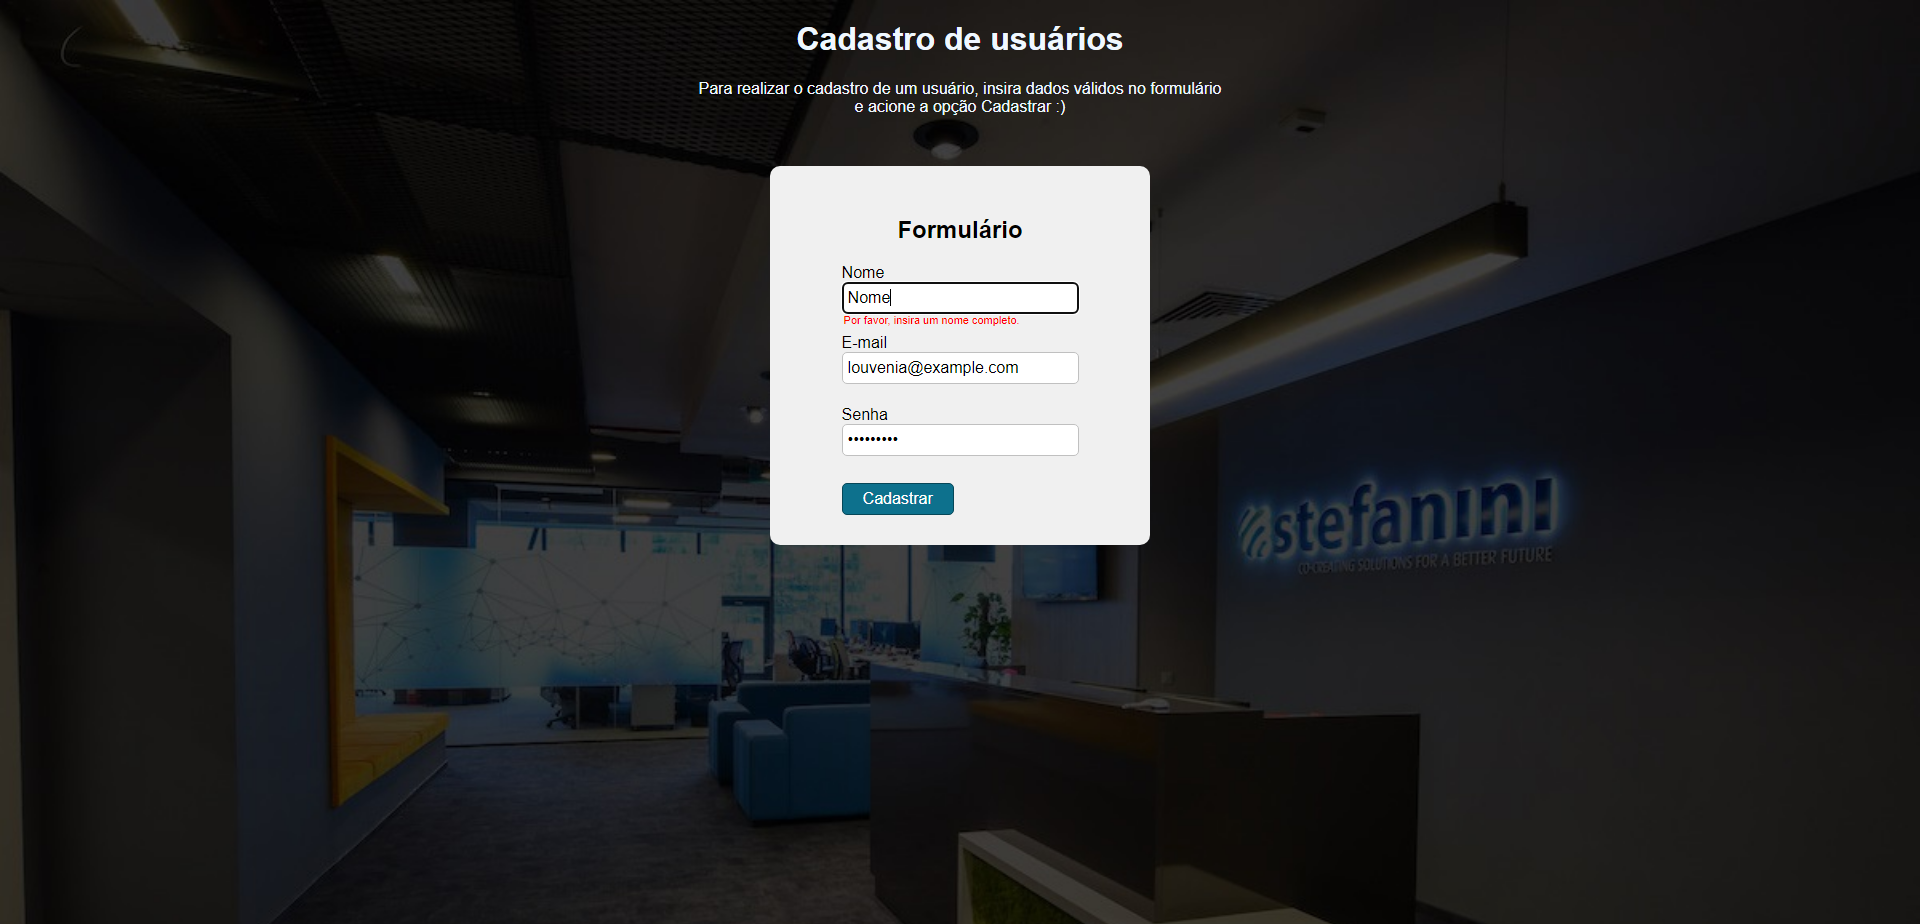 Cadastro de usuários
Para realizar o cadastro de um usuário, insira dados válidos no formulário
e acione a opção Cadastrar :)
Formulário
Nome
Nome
Por favor, insira um nome completo.
E-mail
louvenia@example.com
Senha
•••••••••
Cadastrar
stefanini
CO-CREATING SOLUTIONS FOR A BETTER FUTURE